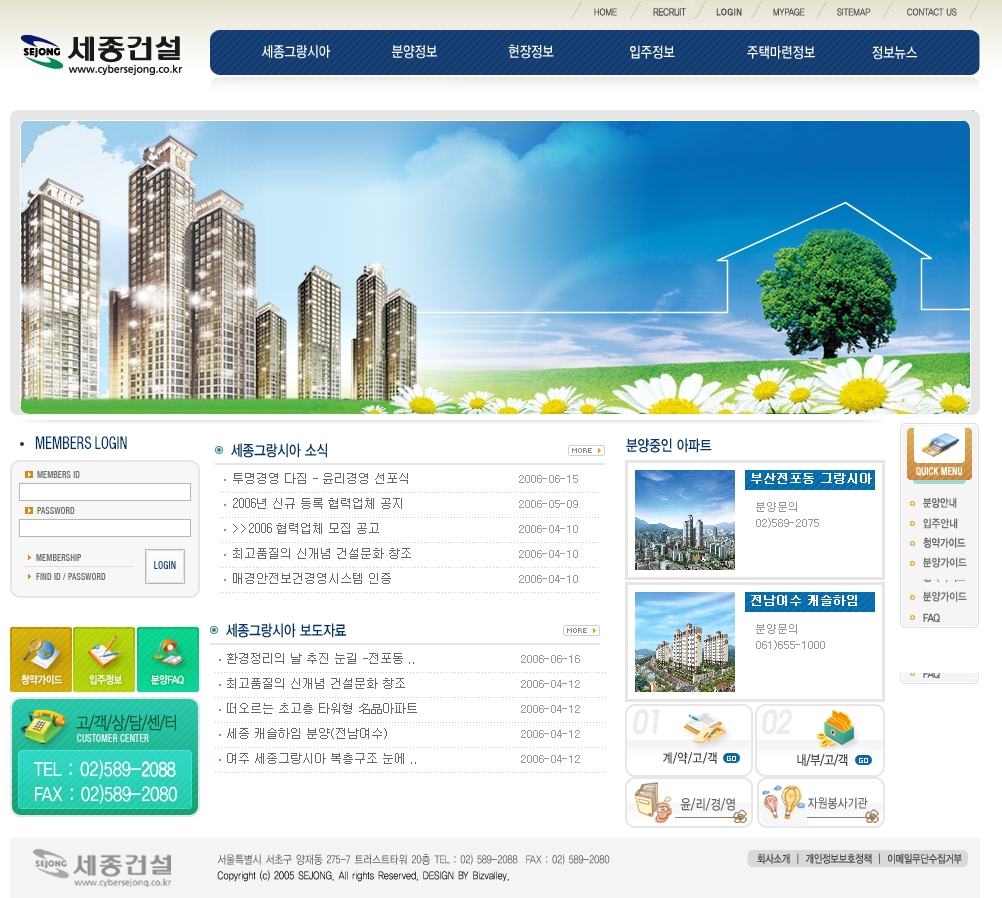 HOME
RECRUIT
LOGIN
MYPAGE
SITEMAP
CONTACT US
SEJONG 세종건설
www.cybersejong.co.kr
세종그랑시아
분양정보
현장정보
입주정보
주택마련정보
정보뉴스
MEMBERS LOGIN
MEMBERS ID
PASSWORD
MEMBERSHIP
FIND ID / PASSWORD
LOGIN
청약가이드
입주정보
분양FAQ
고/객/상/담/센/터
CUSTOMER CENTER
TEL : 02)589-2088
FAX : 02)589-2080
세종그랑시아 소식
MORE
투명경영 다짐 - 윤리경영 선포식 2006-06-15
2006년 신규 등록 협력업체 공지 2006-05-09
>>2006 협력업체 모집 공고 2006-04-10
최고품질의 신개념 건설문화 창조 2006-04-10
매경안전보건경영시스템 인증 2006-04-10
세종그랑시아 보도자료
MORE
환경정리의 날 추진 눈길 -전포동 .. 2006-06-16
최고품질의 신개념 건설문화 창조 2006-04-12
떠오르는 초고층 타워형 名品아파트 2006-04-12
세종 캐슬하임 분양(전남여수) 2006-04-12
여주 세종그랑시아 복층구조 눈에 .. 2006-04-12
분양중인 아파트
부산전포동 그랑시아
분양문의
02)589-2075
전남여수 캐슬하임
분양문의
061)655-1000
01
계/약/고/객 GO
02
내/부/고/객 GO
윤/리/경/영
자원봉사기관
QUICK MENU
분양안내
입주안내
청약가이드
분양가이드
분양가이드
FAQ
FAQ
SEJONG 세종건설
www.cybersejong.co.kr
서울특별시 서초구 양재동 275-7 트러스트타워 20층 TEL : 02) 589-2088 FAX : 02) 589-2080
Copyright (c) 2005 SEJONG, All rights Reserved, DESIGN BY Bizvalley.
회사소개 | 개인정보보호정책 | 이메일무단수집거부